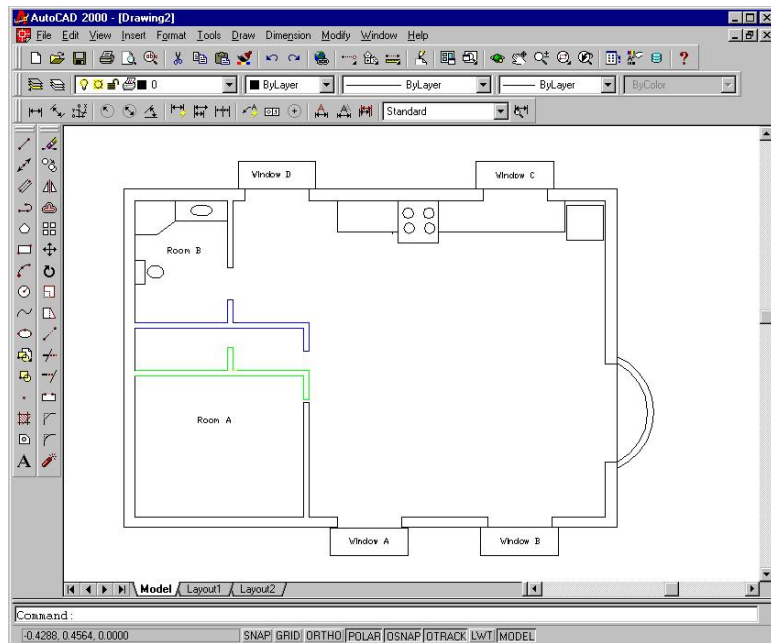 AutoCAD 2000 - [Drawing2]
File Edit View Insert Format Tools Draw Dimension Modify Window Help
0 ByLayer ByLayer ByLayer ByColor
Standard
Window D
Window C
Room B
Room A
Window A
Window B
Model Layout1 Layout2
Command:
-0.4288, 0.4564, 0.0000 SNAP GRID ORTHO POLAR OSNAP OTRACK LWT MODEL